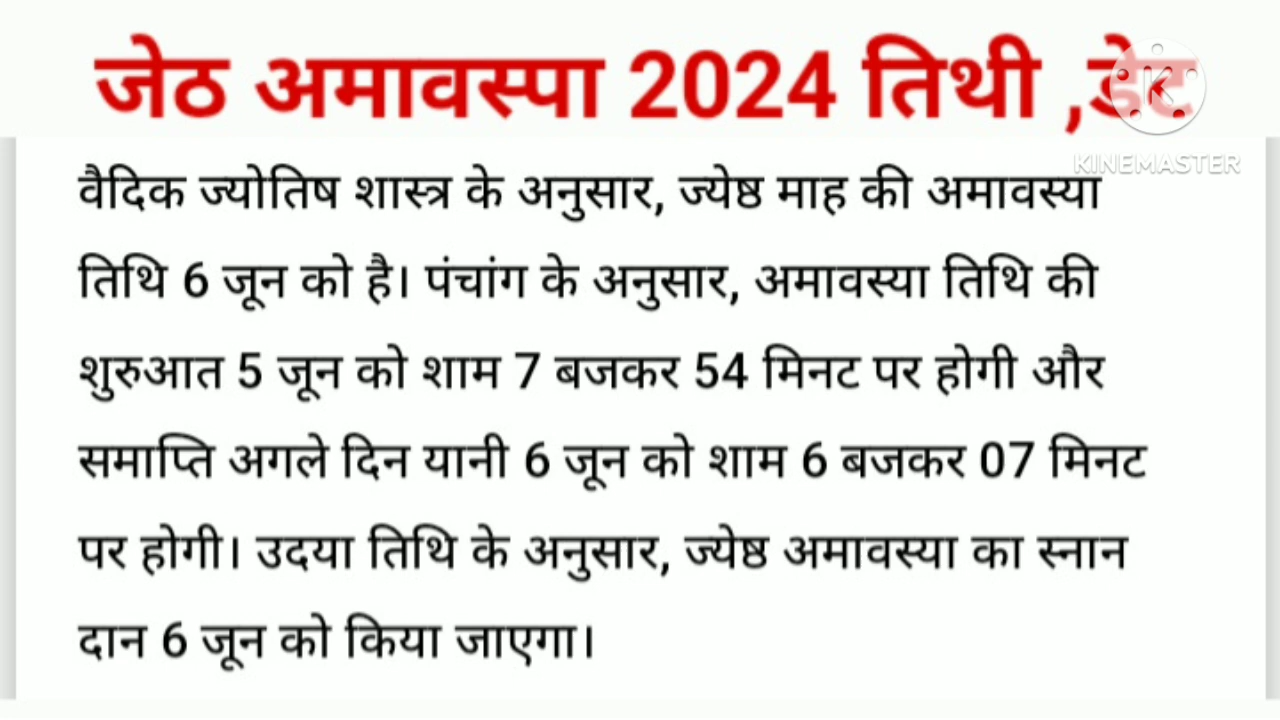 जेठ अमावस्पा 2024 तिथी ,डेट
KINEMASTER
वैदिक ज्योतिष शास्त्र के अनुसार, ज्येष्ठ माह की अमावस्या
तिथि 6 जून को है। पंचांग के अनुसार, अमावस्या तिथि की
शुरुआत 5 जून को शाम 7 बजकर 54 मिनट पर होगी और
समाप्ति अगले दिन यानी 6 जून को शाम 6 बजकर 07 मिनट
पर होगी। उदया तिथि के अनुसार, ज्येष्ठ अमावस्या का स्नान
दान 6 जून को किया जाएगा।